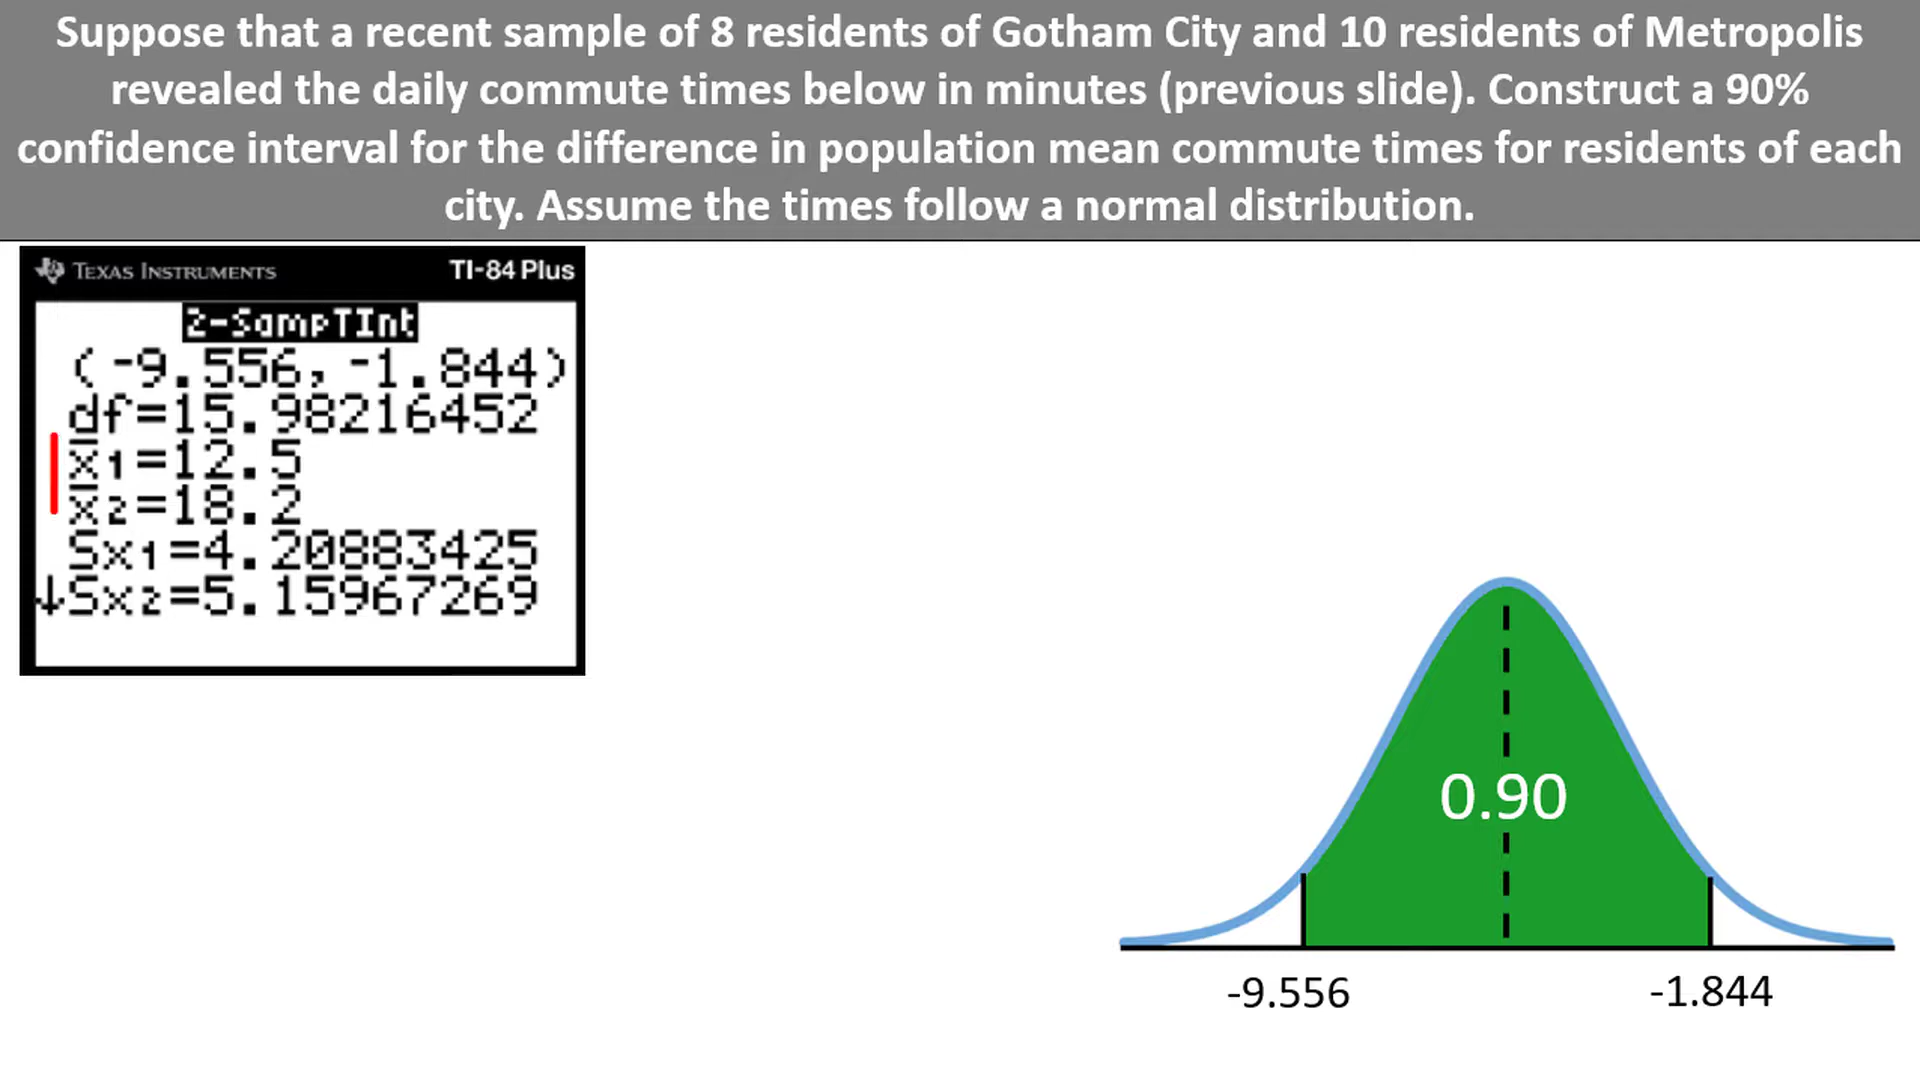 Suppose that a recent sample of 8 residents of Gotham City and 10 residents of Metropolis
revealed the daily commute times below in minutes (previous slide). Construct a 90%
confidence interval for the difference in population mean commute times for residents of each
city. Assume the times follow a normal distribution.
TEXAS INSTRUMENTS TI-84 Plus
2-SampTInt
(-9.556,-1.844)
df=15.98216452
x̄1=12.5
x̄2=18.2
Sx1=4.20883425
↓Sx2=5.15967269
0.90
-9.556 -1.844